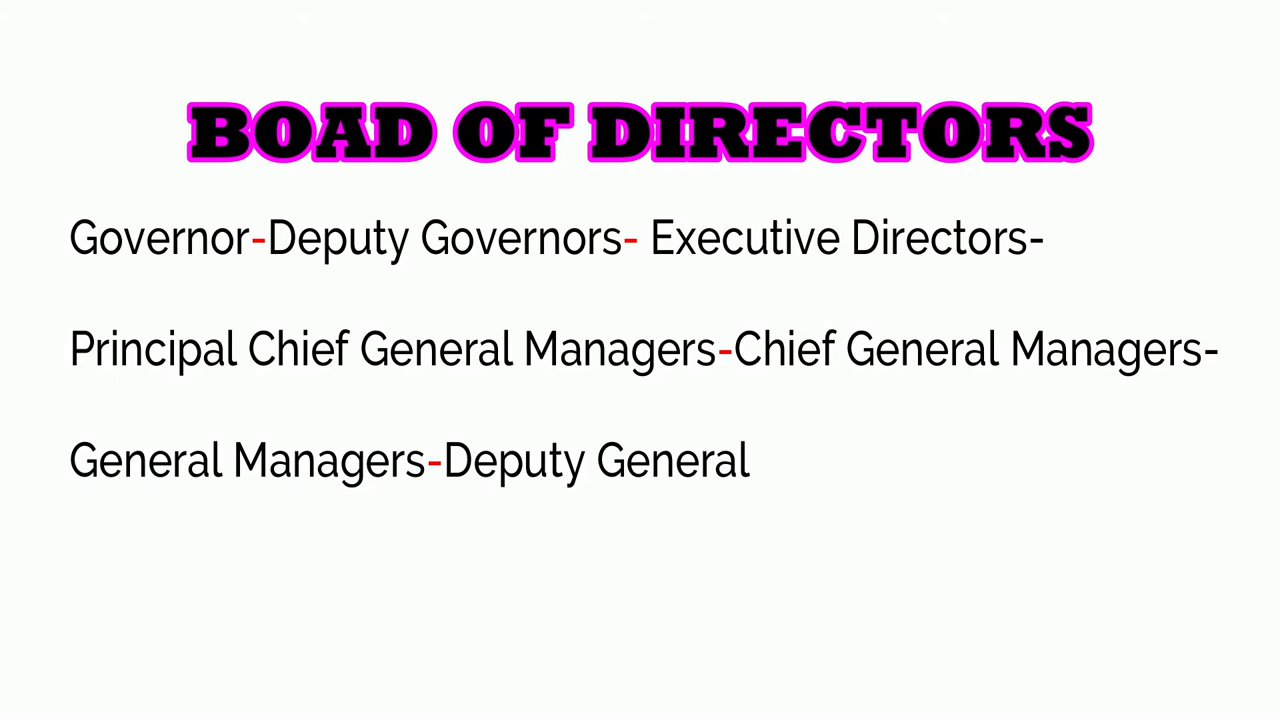 BOAD OF DIRECTORS
Governor-Deputy Governors- Executive Directors-
Principal Chief General Managers-Chief General Managers-
General Managers-Deputy General